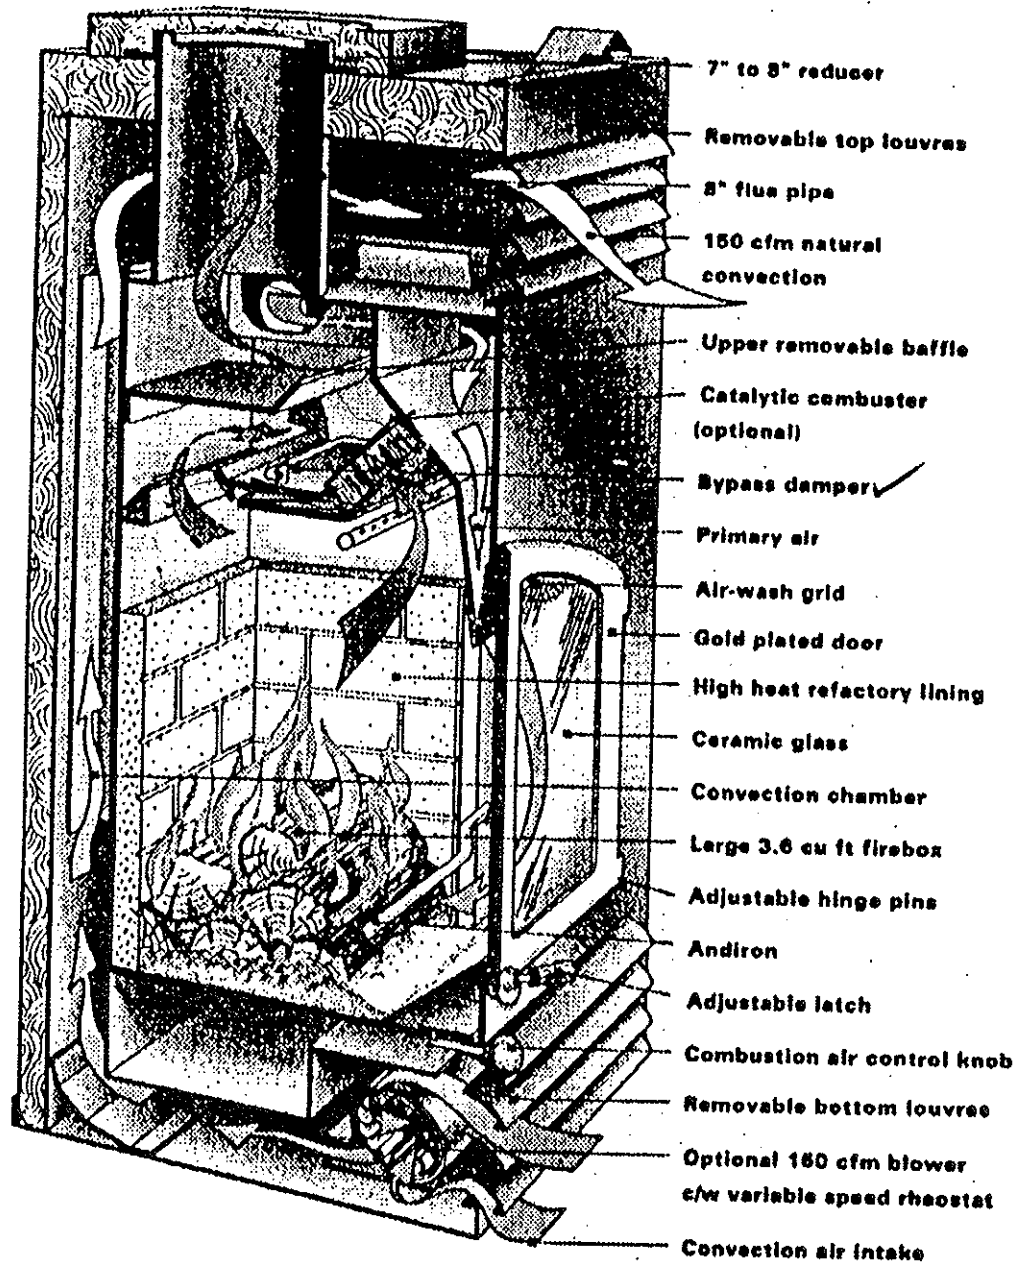 7" to 8" reducer
Removable top louvres
8" flue pipe
150 cfm natural
convection
Upper removable baffle
Catalytic combuster
(optional)
Bypass damper
Primary air
Air-wash grid
Gold plated door
High heat refactory lining
Ceramic glass
Convection chamber
Large 3.6 cu ft firebox
Adjustable hinge pins
Andiron
Adjustable latch
Combustion air control knob
Removable bottom louvres
Optional 150 cfm blower
c/w variable speed rheostat
Convection air intake